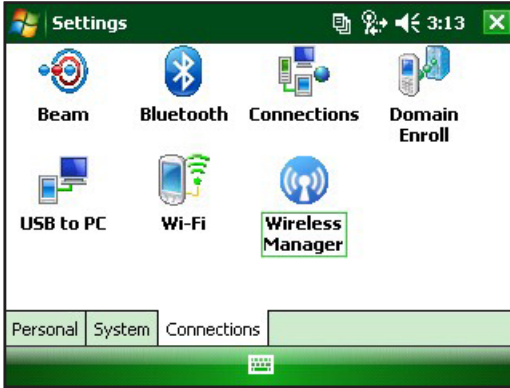 Settings 3:13
Beam Bluetooth Connections Domain
Enroll
USB to PC Wi-Fi Wireless
Manager
Personal System Connections